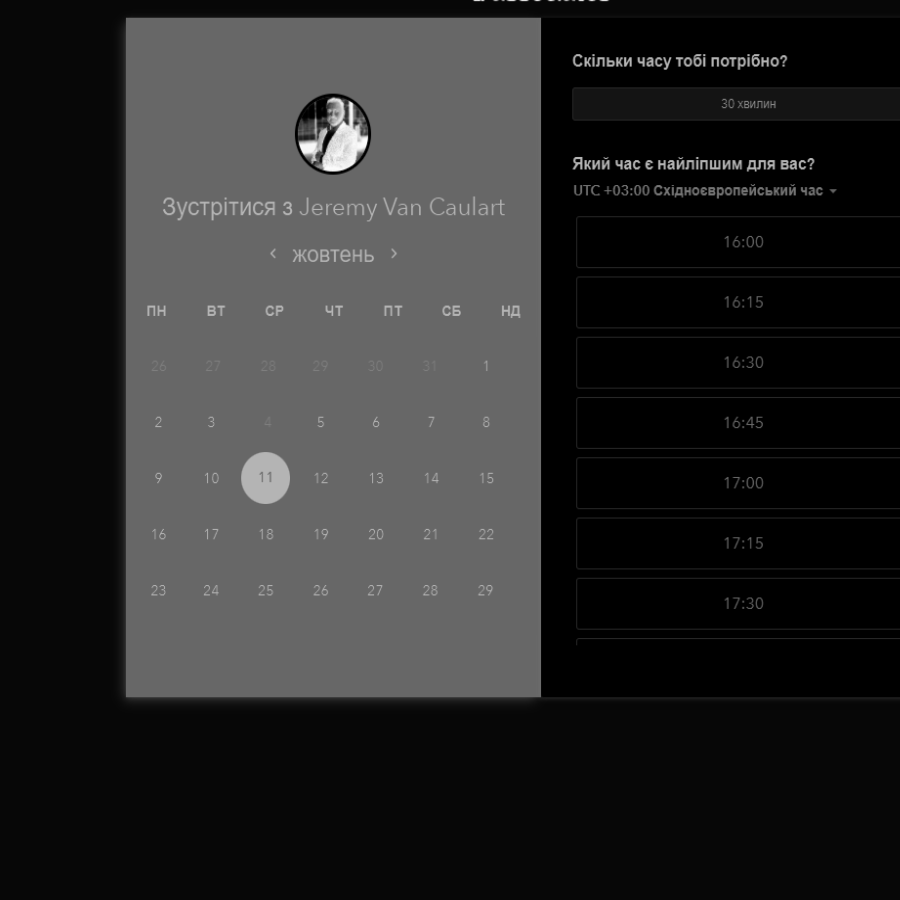 Зустрітися з Jeremy Van Caulart
жовтень
ПН ВТ СР ЧТ ПТ СБ НД
26 27 28 29 30 31 1
2 3 4 5 6 7 8
9 10 11 12 13 14 15
16 17 18 19 20 21 22
23 24 25 26 27 28 29
Скільки часу тобі потрібно?
30 хвилин
Який час є найліпшим для вас?
UTC +03:00 Східноєвропейський час
16:00
16:15
16:30
16:45
17:00
17:15
17:30